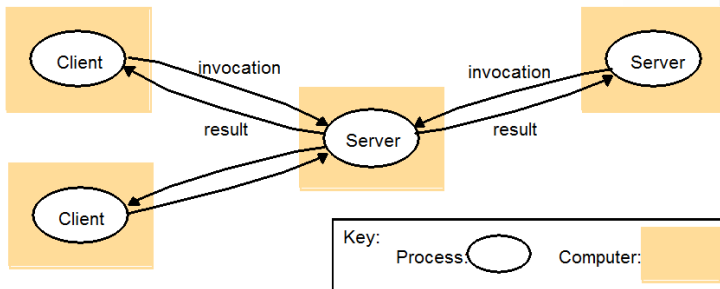 Client
invocation
invocation
Server
result
Server
result
Client
Key:
Process:
Computer: